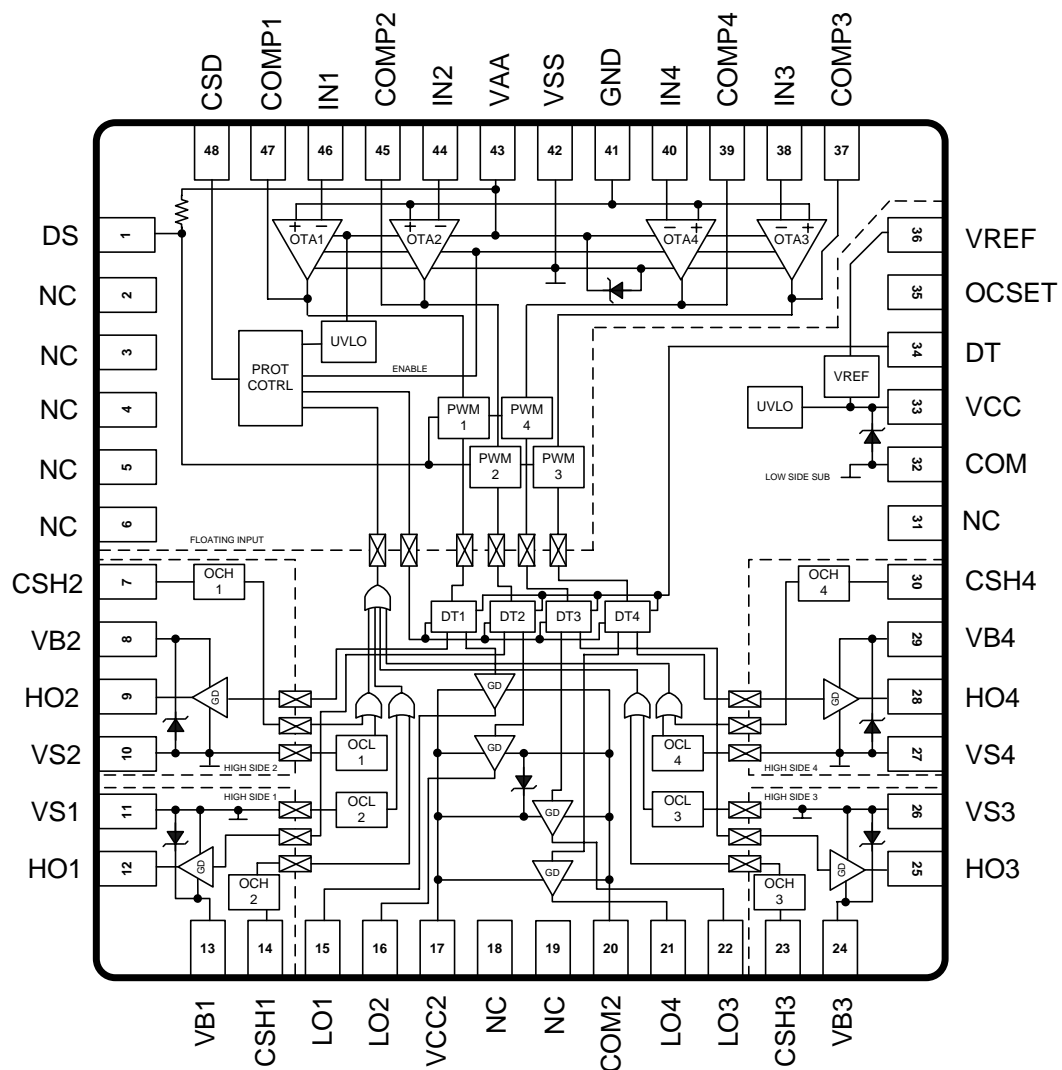 CSD
COMP1
IN1
COMP2
IN2
VAA
VSS
GND
IN4
COMP4
IN3
COMP3
48
47
46
45
44
43
42
41
40
39
38
37
DS
1
+ −
OTA1
+ −
OTA2
− +
OTA4
− +
OTA3
36
VREF
NC
2
35
OCSET
NC
3
UVLO
34
DT
PROT
COTRL
ENABLE
VREF
NC
4
PWM
1
PWM
4
UVLO
33
VCC
NC
5
PWM
2
PWM
3
LOW SIDE SUB
32
COM
NC
6
FLOATING INPUT
31
NC
CSH2
7
OCH
1
OCH
4
30
CSH4
DT1
DT2
DT3
DT4
VB2
8
29
VB4
HO2
9
GD
GD
GD
28
HO4
VS2
10
HIGH SIDE 2
OCL
1
GD
OCL
4
HIGH SIDE 4
27
VS4
VS1
11
HIGH SIDE 1
OCL
2
GD
OCL
3
HIGH SIDE 3
26
VS3
HO1
12
GD
OCH
2
GD
OCH
3
GD
25
HO3
13
14
15
16
17
18
19
20
21
22
23
24
VB1
CSH1
LO1
LO2
VCC2
NC
NC
COM2
LO4
LO3
CSH3
VB3